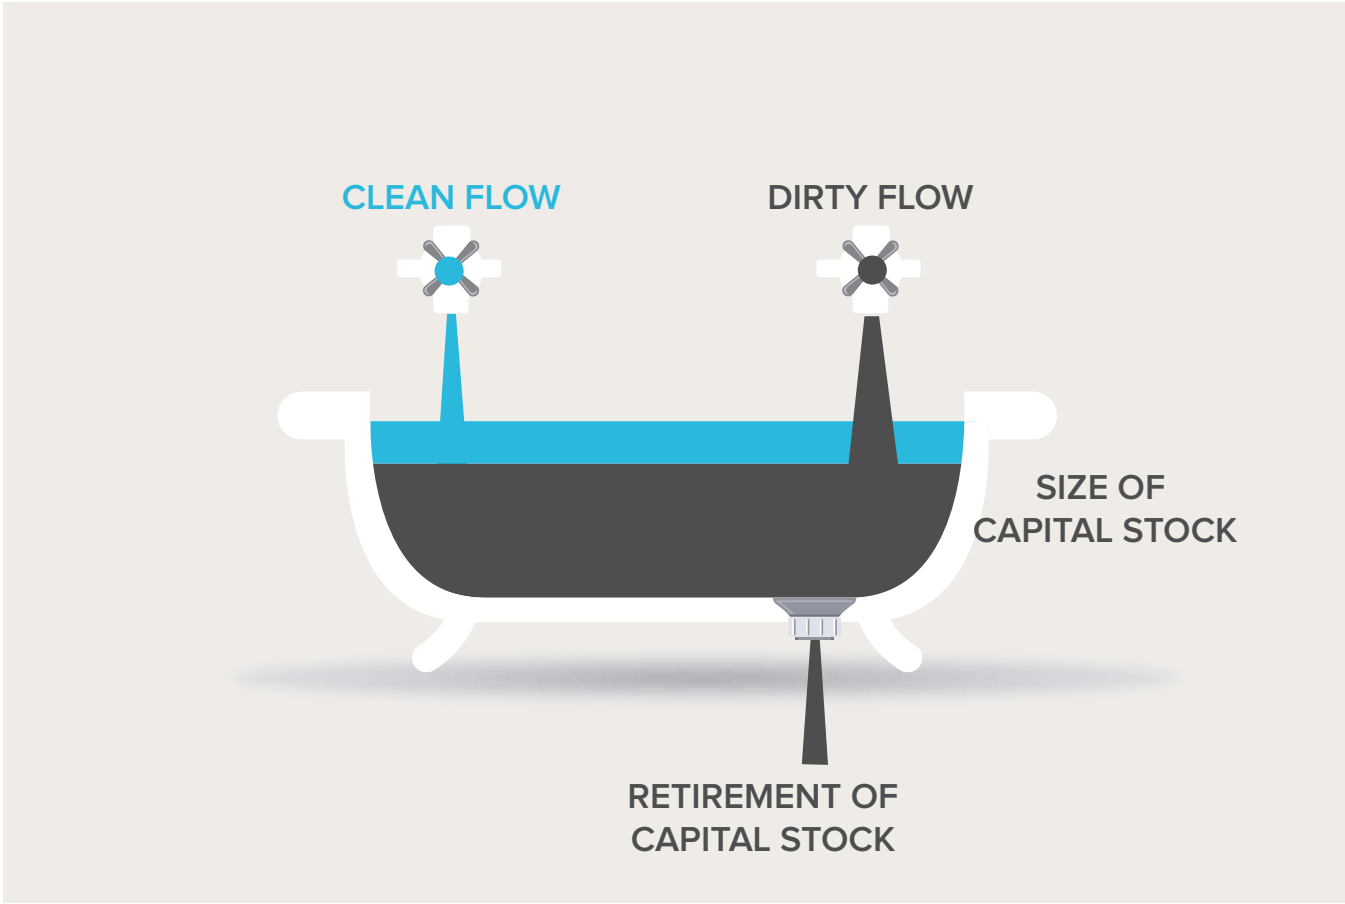 CLEAN FLOW
DIRTY FLOW
SIZE OF
CAPITAL STOCK
RETIREMENT OF
CAPITAL STOCK